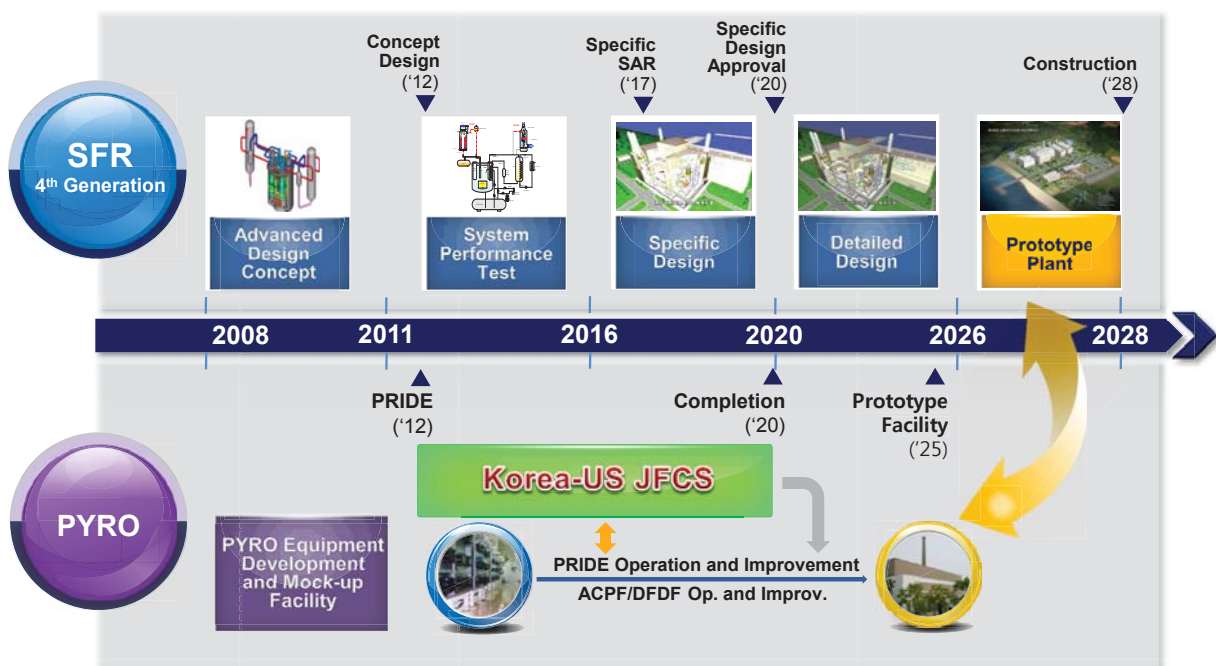 Concept
Design
(‘12)
Specific
SAR
(‘17)
Specific
Design
Approval
(‘20)
Construction
(‘28)
SFR
4th Generation
Advanced
Design
Concept
System
Performance
Test
Specific
Design
Detailed
Design
Prototype
Plant
2008
2011
2016
2020
2026
2028
PRIDE
(‘12)
Completion
(‘20)
Prototype
Facility
(‘25)
PYRO
Korea-US JFCS
PYRO Equipment
Development
and Mock-up
Facility
PRIDE Operation and Improvement
ACPF/DFDF Op. and Improv.